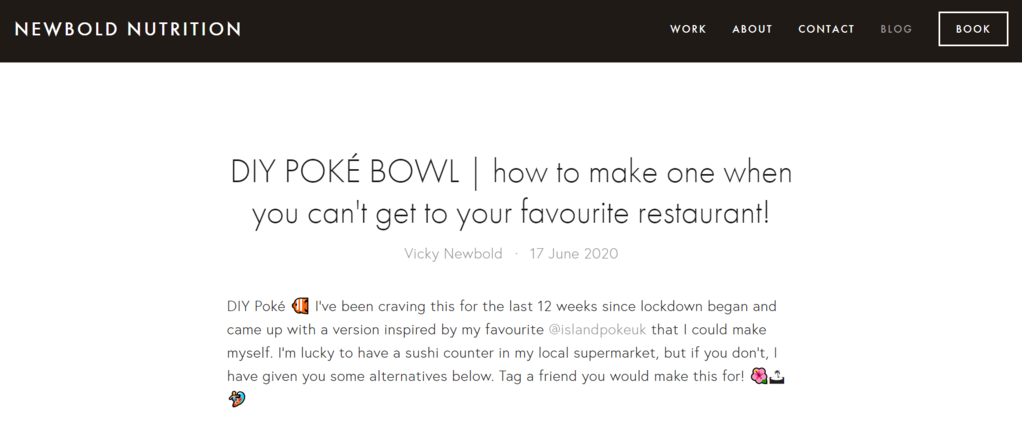 NEWBOLD NUTRITION
WORK ABOUT CONTACT BLOG BOOK
DIY POKÉ BOWL | how to make one when
you can't get to your favourite restaurant!
Vicky Newbold · 17 June 2020
DIY Poké 🐠 I've been craving this for the last 12 weeks since lockdown began and
came up with a version inspired by my favourite @islandpokeuk that I could make
myself. I'm lucky to have a sushi counter in my local supermarket, but if you don't, I
have given you some alternatives below. Tag a friend you would make this for! 🌺🏝
🏄